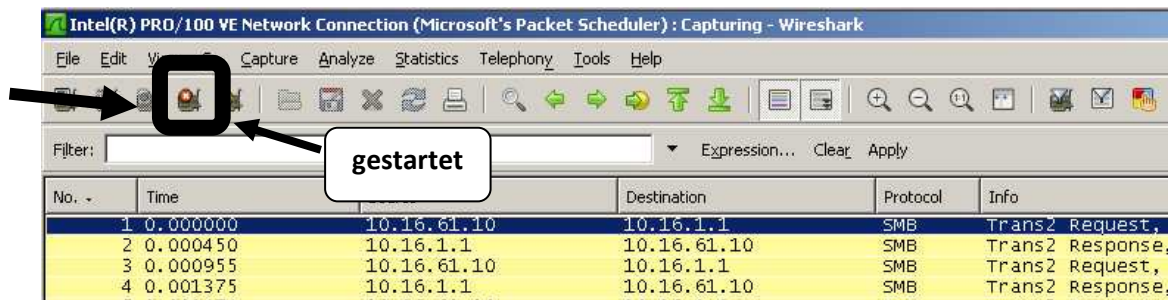 Intel(R) PRO/100 VE Network Connection (Microsoft's Packet Scheduler) : Capturing - Wireshark
File Edit Capture Analyze Statistics Telephony Tools Help
Filter: Expression... Clear Apply
gestartet
No. Time Destination Protocol Info
1 0.000000 10.16.61.10 10.16.1.1 SMB Trans2 Request,
2 0.000450 10.16.1.1 10.16.61.10 SMB Trans2 Response,
3 0.000955 10.16.61.10 10.16.1.1 SMB Trans2 Request,
4 0.001375 10.16.1.1 10.16.61.10 SMB Trans2 Response,